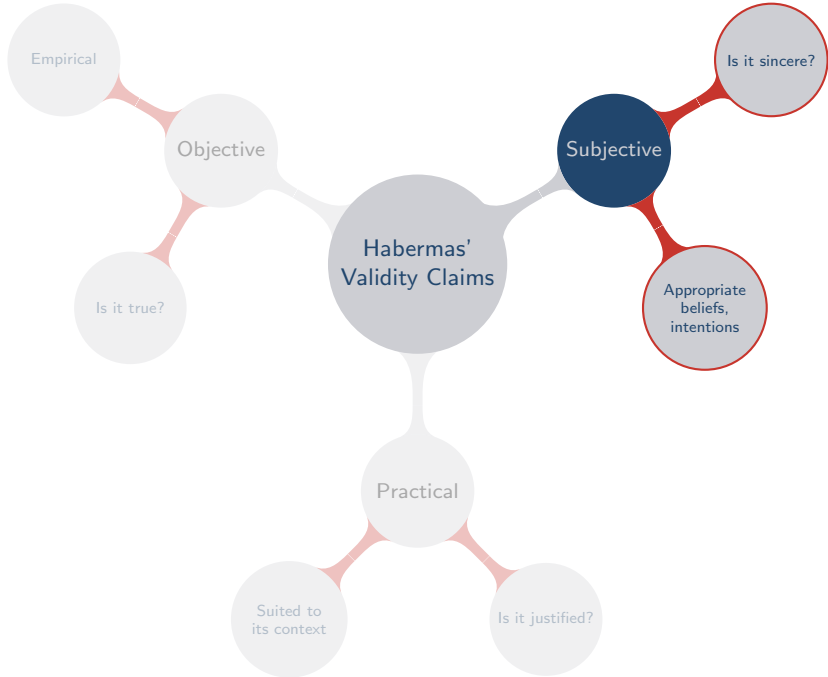 Empirical
Is it sincere?
Objective
Subjective
Habermas’
Validity Claims
Is it true?
Appropriate
beliefs,
intentions
Practical
Suited to
its context
Is it justified?